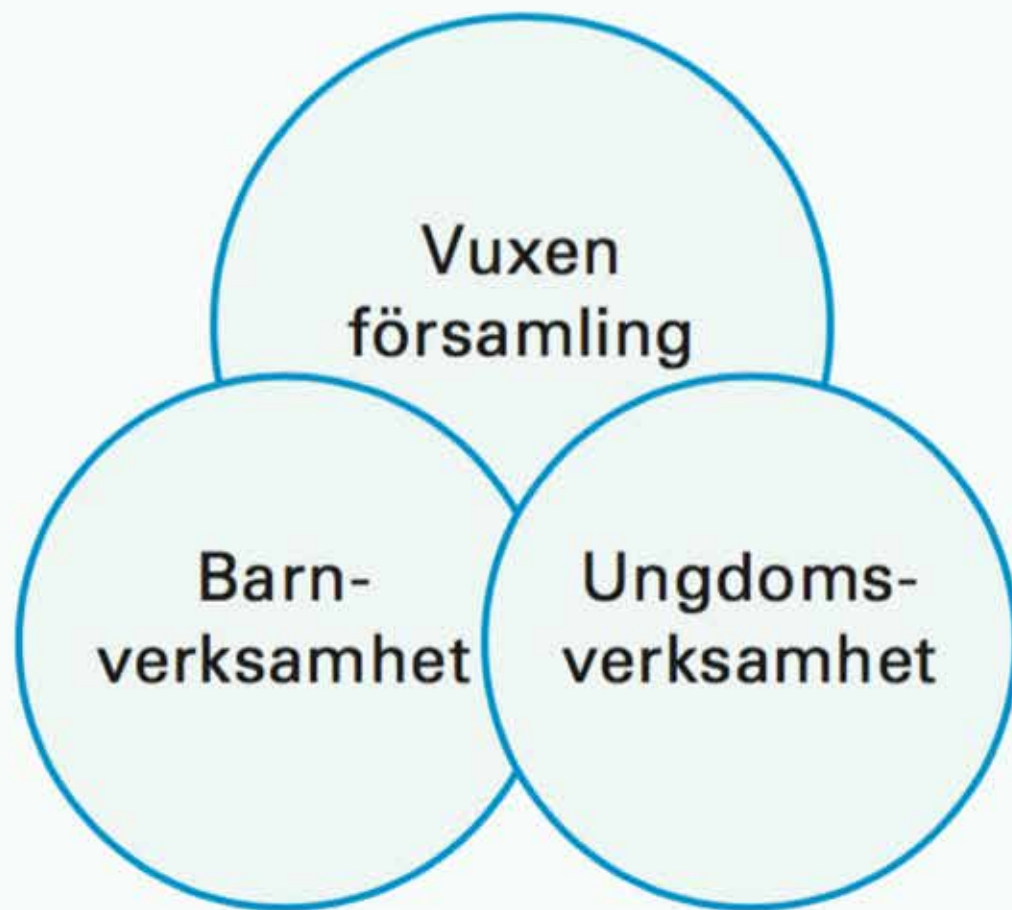 Vuxen
församling
Barn-
verksamhet
Ungdoms-
verksamhet